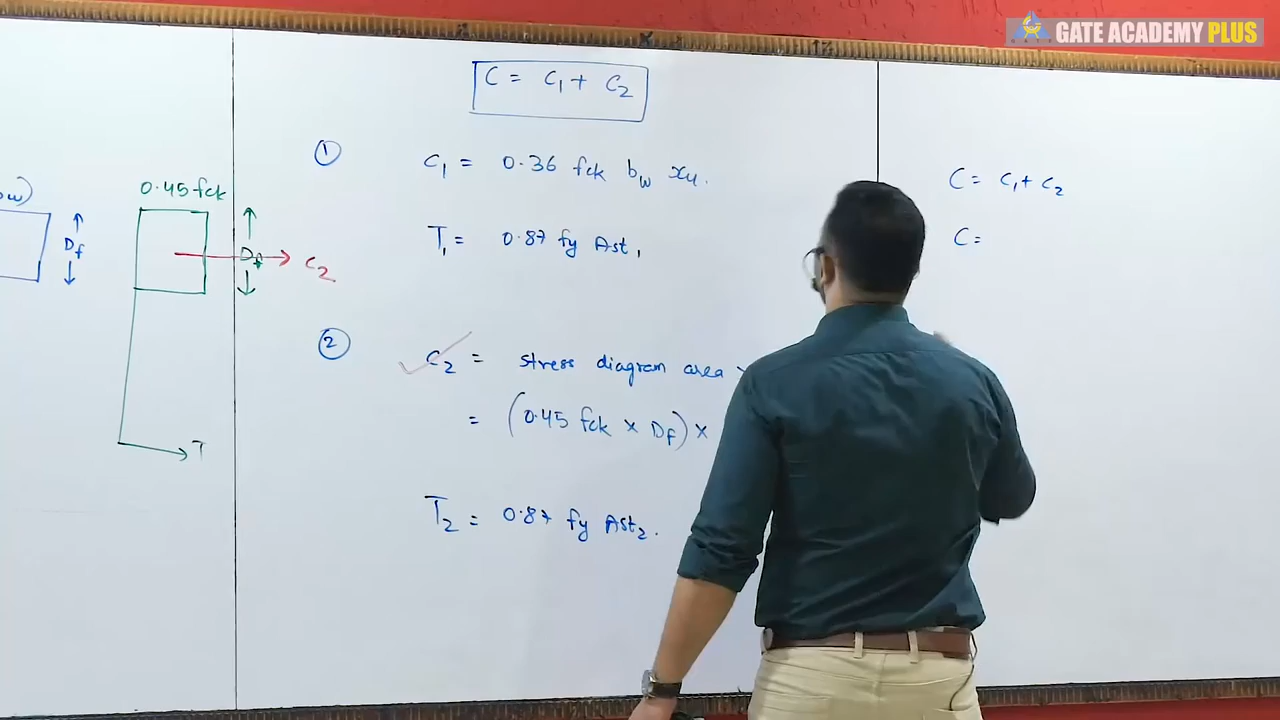 GATE ACADEMY PLUS
C = C₁ + C₂
① C₁ = 0.36 fck bw xu.
T₁ = 0.87 fy Ast₁
0.45 fck
Df
Df
C₂
T
② C₂ = stress diagram area
= (0.45 fck × Df) ×
T₂ = 0.87 fy Ast₂.
C = C₁ + C₂
C =